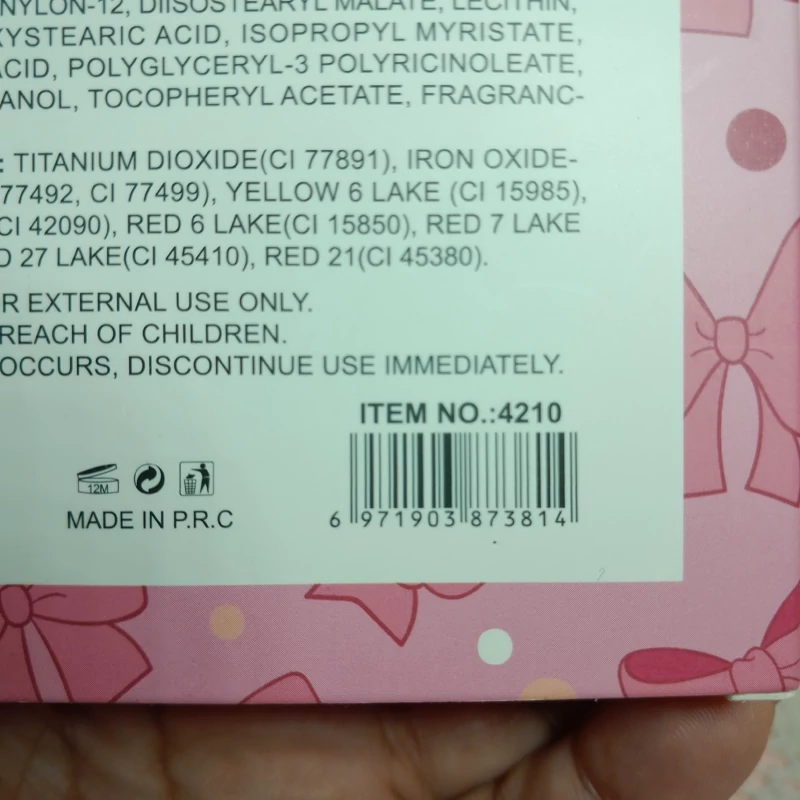 NYLON-12, DIISOSTEARYL MALATE, LECITHIN,
XYSTEARIC ACID, ISOPROPYL MYRISTATE,
ACID, POLYGLYCERYL-3 POLYRICINOLEATE,
ANOL, TOCOPHERYL ACETATE, FRAGRANC-
: TITANIUM DIOXIDE(CI 77891), IRON OXIDE-
77492, CI 77499), YELLOW 6 LAKE (CI 15985),
CI 42090), RED 6 LAKE(CI 15850), RED 7 LAKE
D 27 LAKE(CI 45410), RED 21(CI 45380).
R EXTERNAL USE ONLY.
REACH OF CHILDREN.
OCCURS, DISCONTINUE USE IMMEDIATELY.
ITEM NO.:4210
12M
MADE IN P.R.C
6 971903 873814